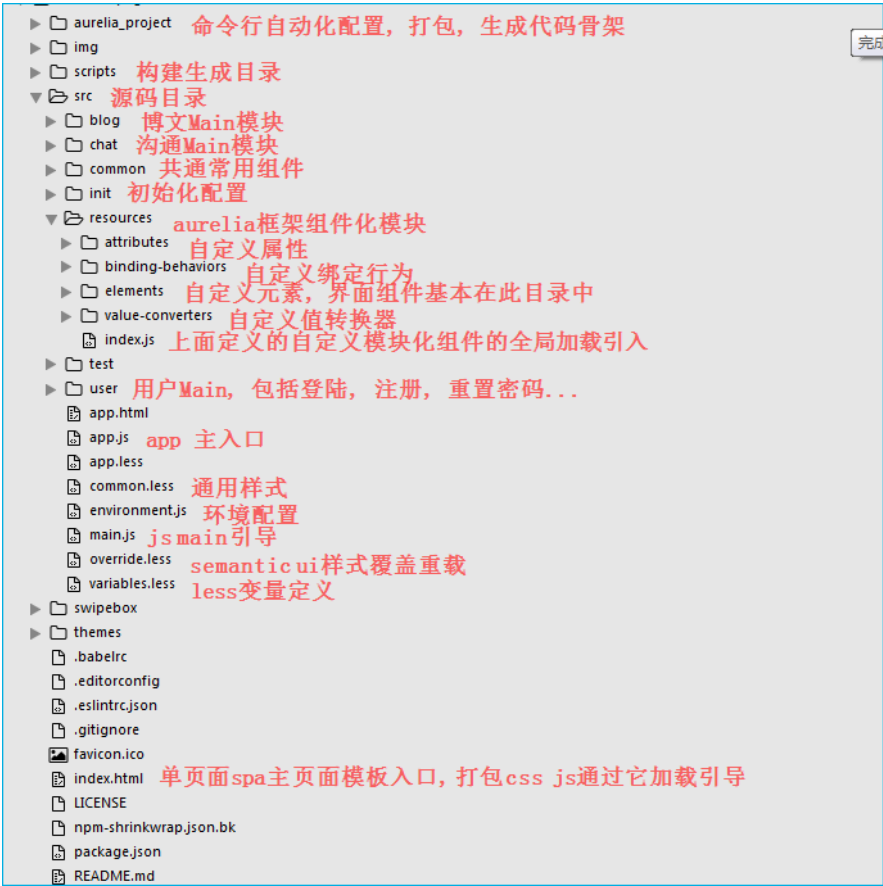 aurelia_project 命令行自动化配置, 打包, 生成代码骨架
img
完成
scripts 构建生成目录
src 源码目录
blog 博文Main模块
chat 沟通Main模块
common 共通常用组件
init 初始化配置
resources aurelia框架组件化模块
attributes 自定义属性
binding-behaviors 自定义绑定行为
elements 自定义元素, 界面组件基本在此目录中
value-converters 自定义值转换器
index.js 上面定义的自定义模块化组件的全局加载引入
test
user 用户Main, 包括登陆, 注册, 重置密码...
app.html
app.js app 主入口
app.less
common.less 通用样式
environment.js 环境配置
main.js js main引导
override.less semantic ui样式覆盖重载
variables.less less变量定义
swipebox
themes
.babelrc
.editorconfig
.eslintrc.json
.gitignore
favicon.ico
index.html 单页面spa主页面模板入口, 打包css js通过它加载引导
LICENSE
npm-shrinkwrap.json.bk
package.json
README.md